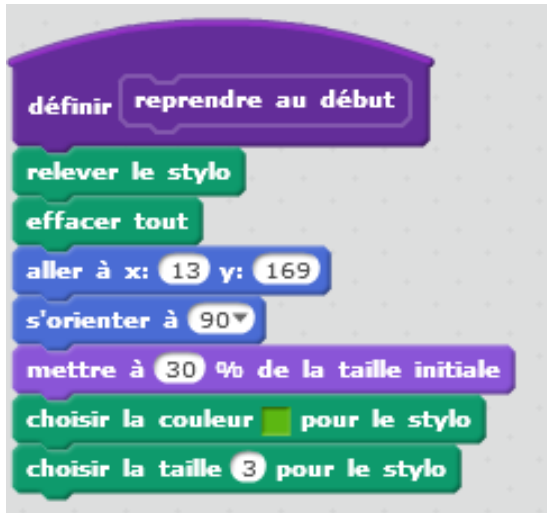 définir reprendre au début
relever le stylo
effacer tout
aller à x: 13 y: 169
s'orienter à 90▼
mettre à 30 % de la taille initiale
choisir la couleur pour le stylo
choisir la taille 3 pour le stylo